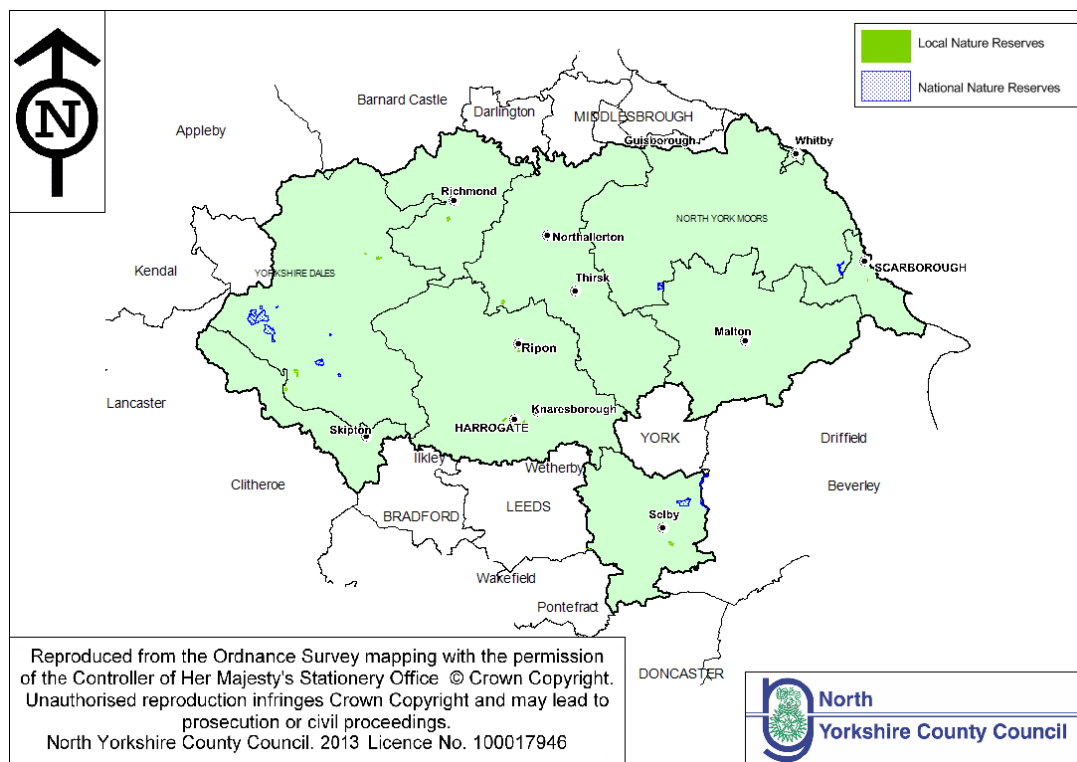 N
Local Nature Reserves
National Nature Reserves
Barnard Castle
Darlington
MIDDLESBROUGH
Appleby
Guisborough
Whitby
Richmond
NORTH YORK MOORS
Northallerton
Kendal
YORKSHIRE DALES
SCARBOROUGH
Thirsk
Malton
Ripon
Lancaster
Knaresborough
HARROGATE
Skipton
YORK
Driffield
Ilkley
Wetherby
Clitheroe
Beverley
LEEDS
BRADFORD
Selby
Wakefield
Pontefract
DONCASTER
Reproduced from the Ordnance Survey mapping with the permission
of the Controller of Her Majesty's Stationery Office © Crown Copyright.
Unauthorised reproduction infringes Crown Copyright and may lead to
prosecution or civil proceedings.
North Yorkshire County Council. 2013 Licence No. 100017946
North
Yorkshire County Council